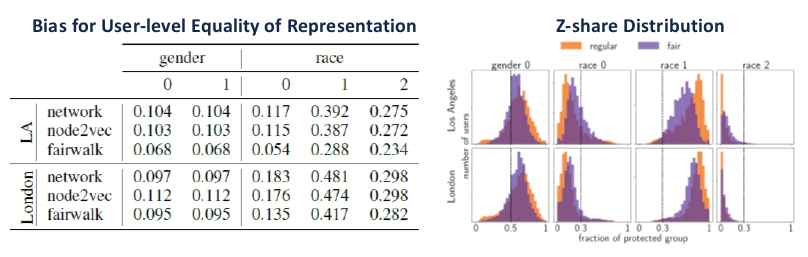 Bias for User-level Equality of Representation
gender race
0 1 0 1 2
LA
network 0.104 0.104 0.117 0.392 0.275
node2vec 0.103 0.103 0.115 0.387 0.272
fairwalk 0.068 0.068 0.054 0.288 0.234
London
network 0.097 0.097 0.183 0.481 0.298
node2vec 0.112 0.112 0.176 0.474 0.298
fairwalk 0.095 0.095 0.135 0.417 0.282
Z-share Distribution
regular fair
gender 0 race 0 race 1 race 2
Los Angeles
London
number of users
0 0.5 1 0 0.3 1 0 0.3 1 0 0.3 1
fraction of protected group